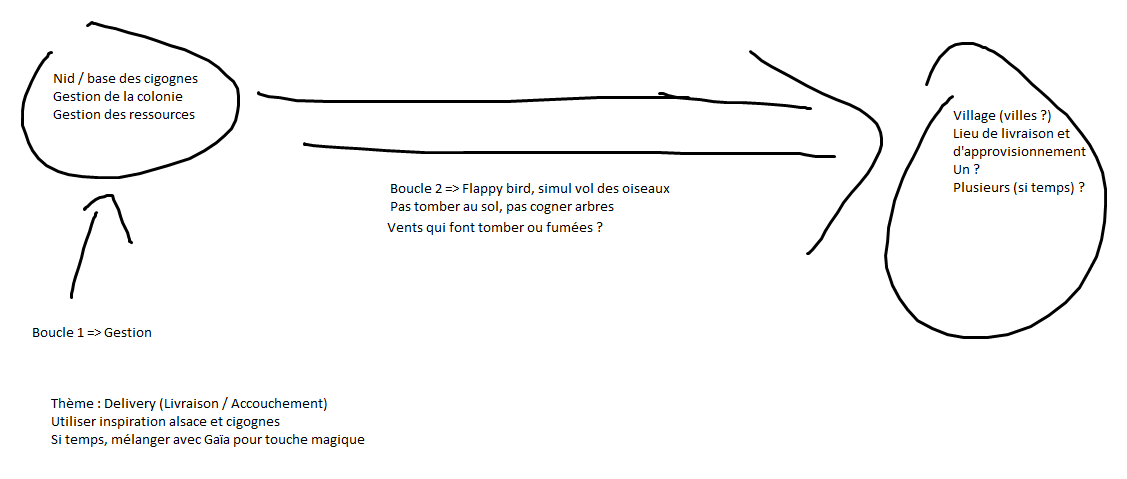 Nid / base des cigognes
Gestion de la colonie
Gestion des ressources
Village (villes ?)
Lieu de livraison et
d'approvisionnement
Un ?
Plusieurs (si temps) ?
Boucle 2 => Flappy bird, simul vol des oiseaux
Pas tomber au sol, pas cogner arbres
Vents qui font tomber ou fumées ?
Boucle 1 => Gestion
Thème : Delivery (Livraison / Accouchement)
Utiliser inspiration alsace et cigognes
Si temps, mélanger avec Gaïa pour touche magique